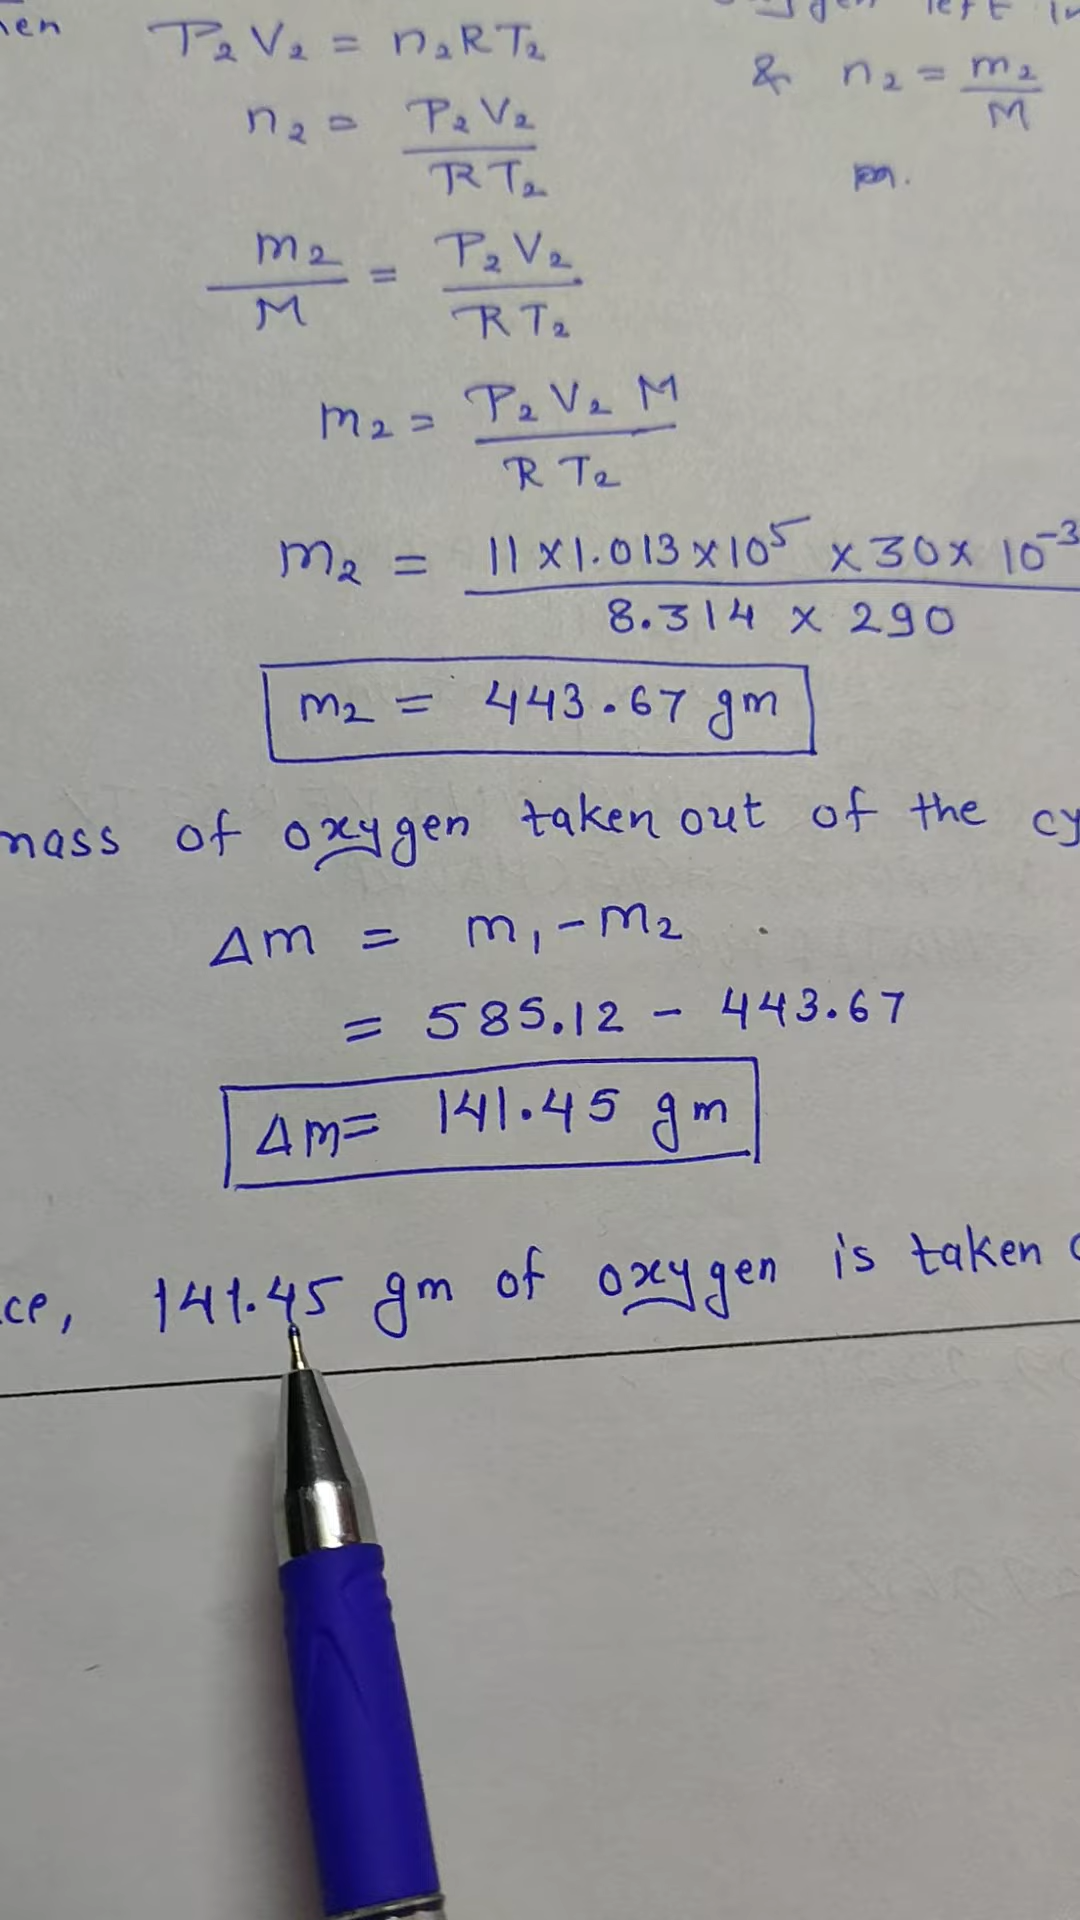 P₂V₂ = n₂RT₂
& n₂ = m₂/M
n₂ = P₂V₂/RT₂
m₂/M = P₂V₂/RT₂
m₂ = P₂V₂M/RT₂
m₂ = 11×1.013×10⁵ ×30× 10⁻³/8.314 × 290
m₂ = 443.67 gm
of oxygen taken out of the
Δm = m₁-m₂
= 585.12 - 443.67
Δm= 141.45 gm
141.45 gm of oxygen is taken